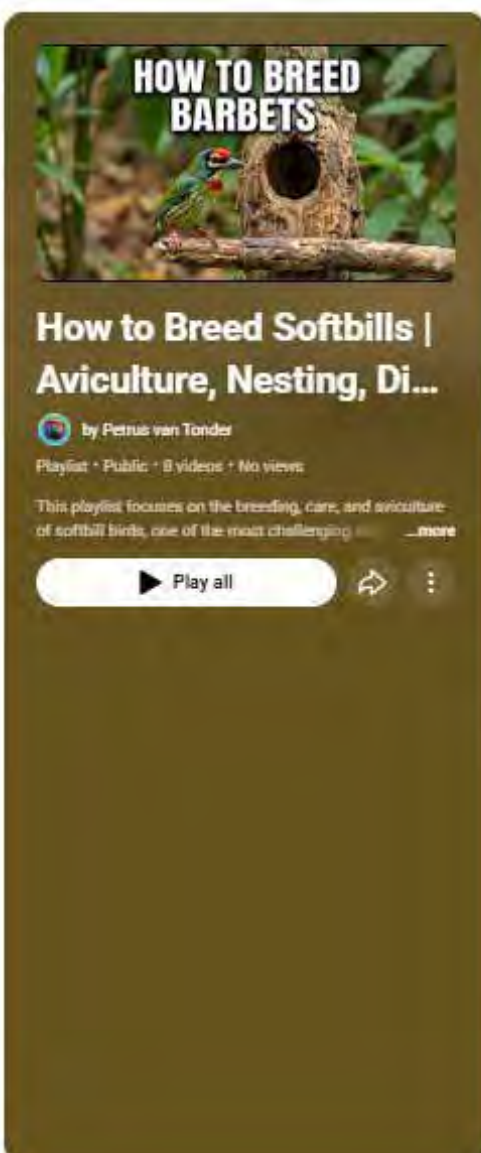 HOW TO BREED
BARBETS
How to Breed Softbills |
Aviculture, Nesting, Di...
by Petrus van Tonder
Playlist • Public • 8 videos • No views
This playlist focuses on the breeding, care, and aviculture
of softbill birds, one of the most challenging ...more
Play all